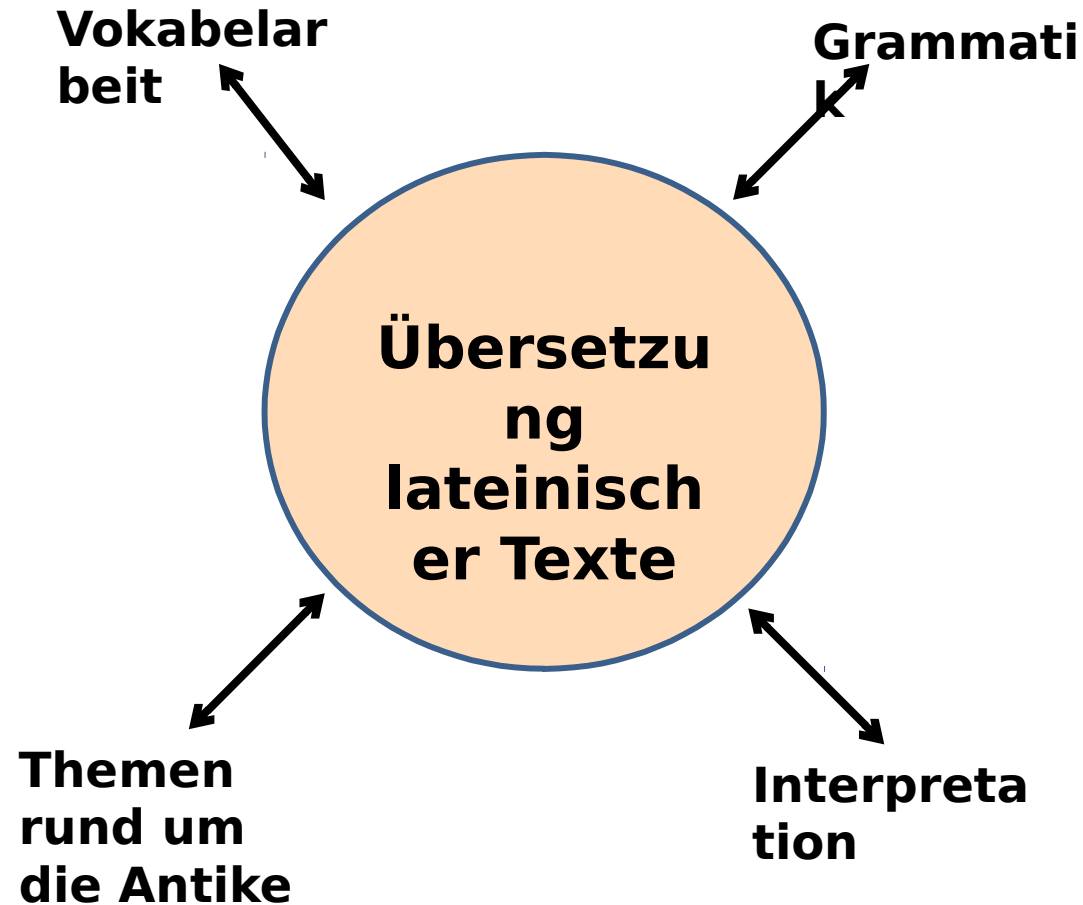 Vokabelar
beit
Grammati
k
Übersetzu
ng
lateinisch
er Texte
Themen
rund um
die Antike
Interpreta
tion